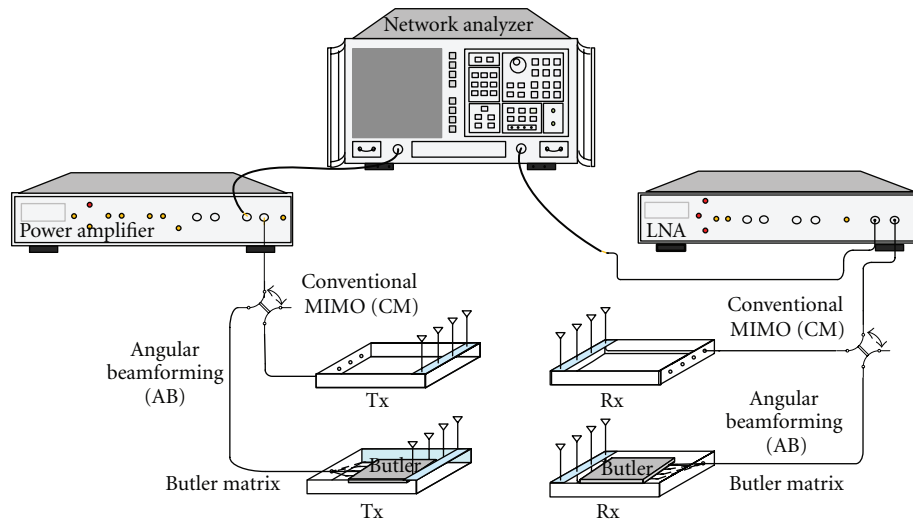 Network analyzer
Power amplifier
LNA
Conventional
MIMO (CM)
Conventional
MIMO (CM)
Angular
beamforming
(AB)
Tx
Rx
Angular
beamforming
(AB)
Butler
Butler
Butler matrix
Butler matrix
Tx
Rx